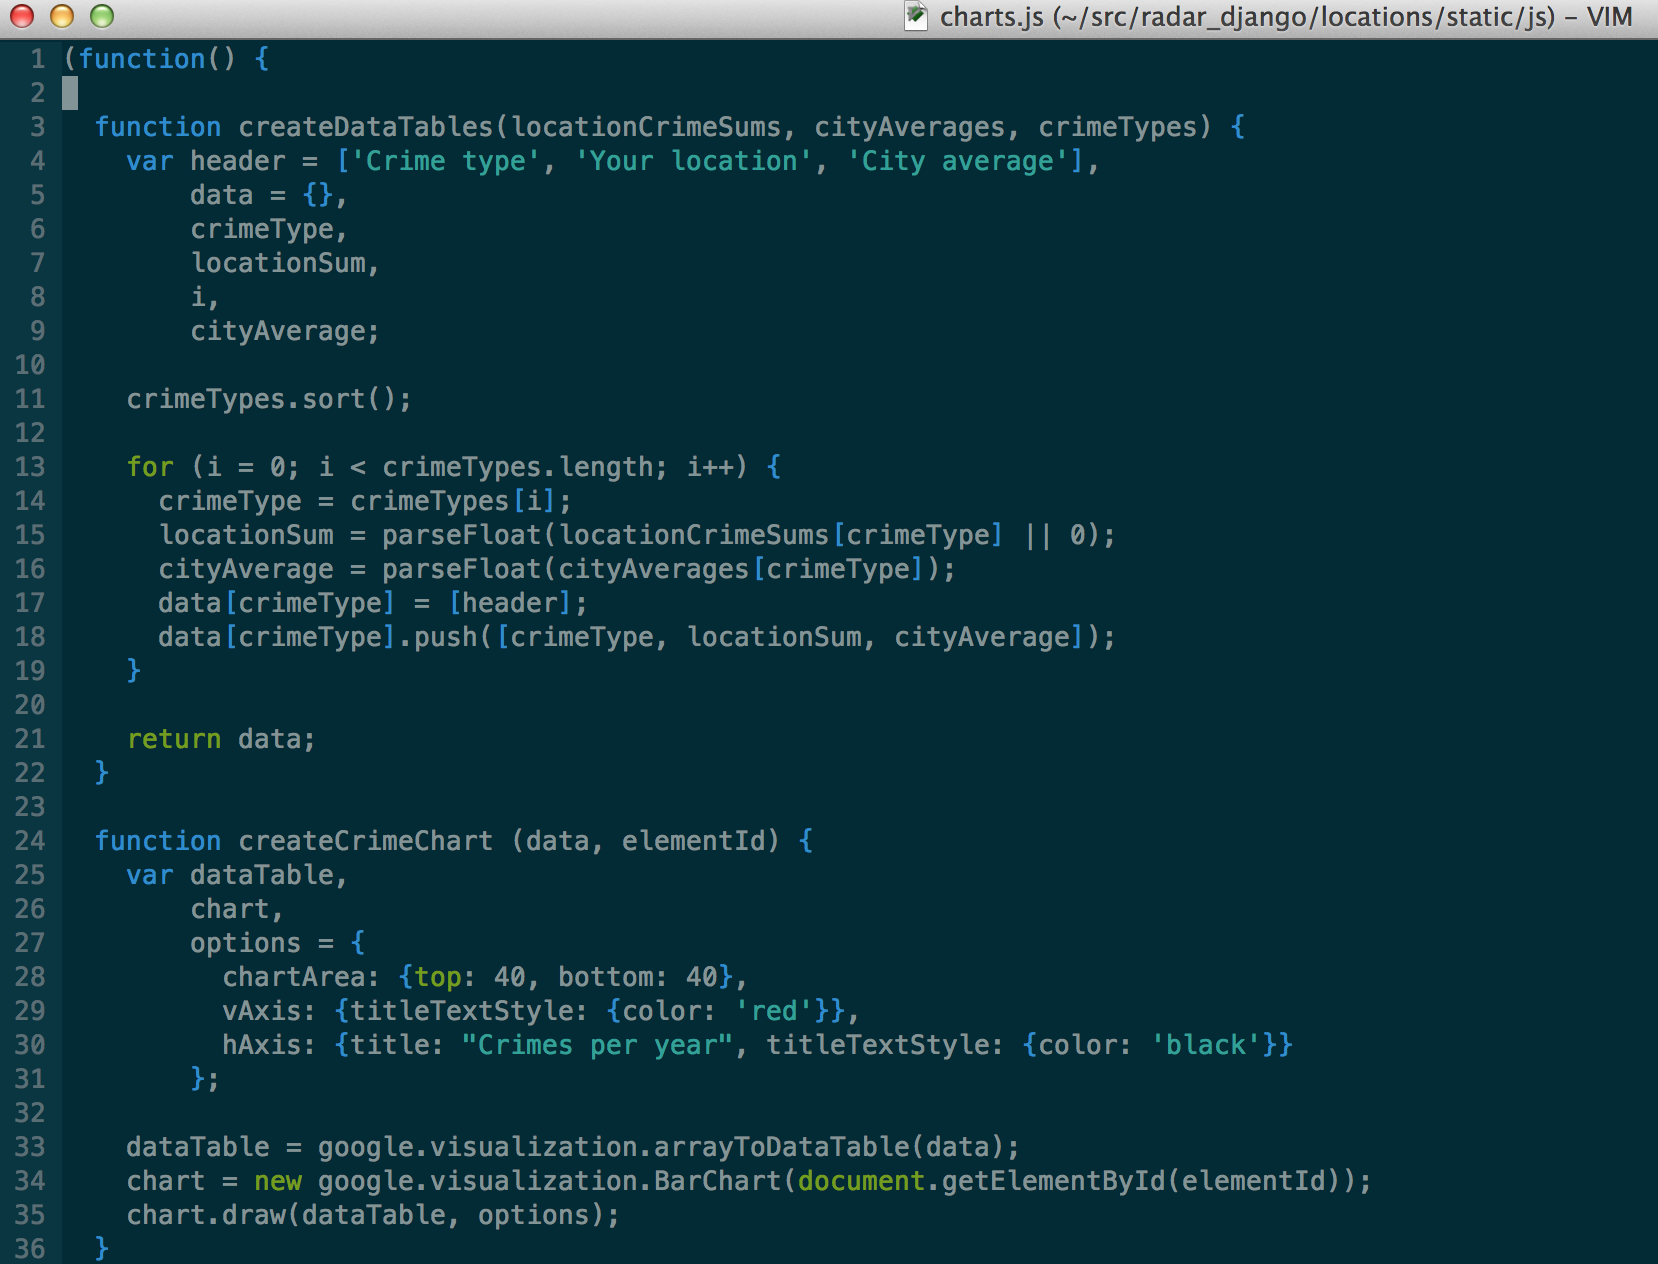 charts.js (~/src/radar_django/locations/static/js) – VIM
1 (function() {
2
3   function createDataTables(locationCrimeSums, cityAverages, crimeTypes) {
4     var header = ['Crime type', 'Your location', 'City average'],
5         data = {},
6         crimeType,
7         locationSum,
8         i,
9         cityAverage;
10
11     crimeTypes.sort();
12
13     for (i = 0; i < crimeTypes.length; i++) {
14       crimeType = crimeTypes[i];
15       locationSum = parseFloat(locationCrimeSums[crimeType] || 0);
16       cityAverage = parseFloat(cityAverages[crimeType]);
17       data[crimeType] = [header];
18       data[crimeType].push([crimeType, locationSum, cityAverage]);
19     }
20
21     return data;
22   }
23
24   function createCrimeChart (data, elementId) {
25     var dataTable,
26         chart,
27         options = {
28           chartArea: {top: 40, bottom: 40},
29           vAxis: {titleTextStyle: {color: 'red'}},
30           hAxis: {title: "Crimes per year", titleTextStyle: {color: 'black'}}
31         };
32
33     dataTable = google.visualization.arrayToDataTable(data);
34     chart = new google.visualization.BarChart(document.getElementById(elementId));
35     chart.draw(dataTable, options);
36   }